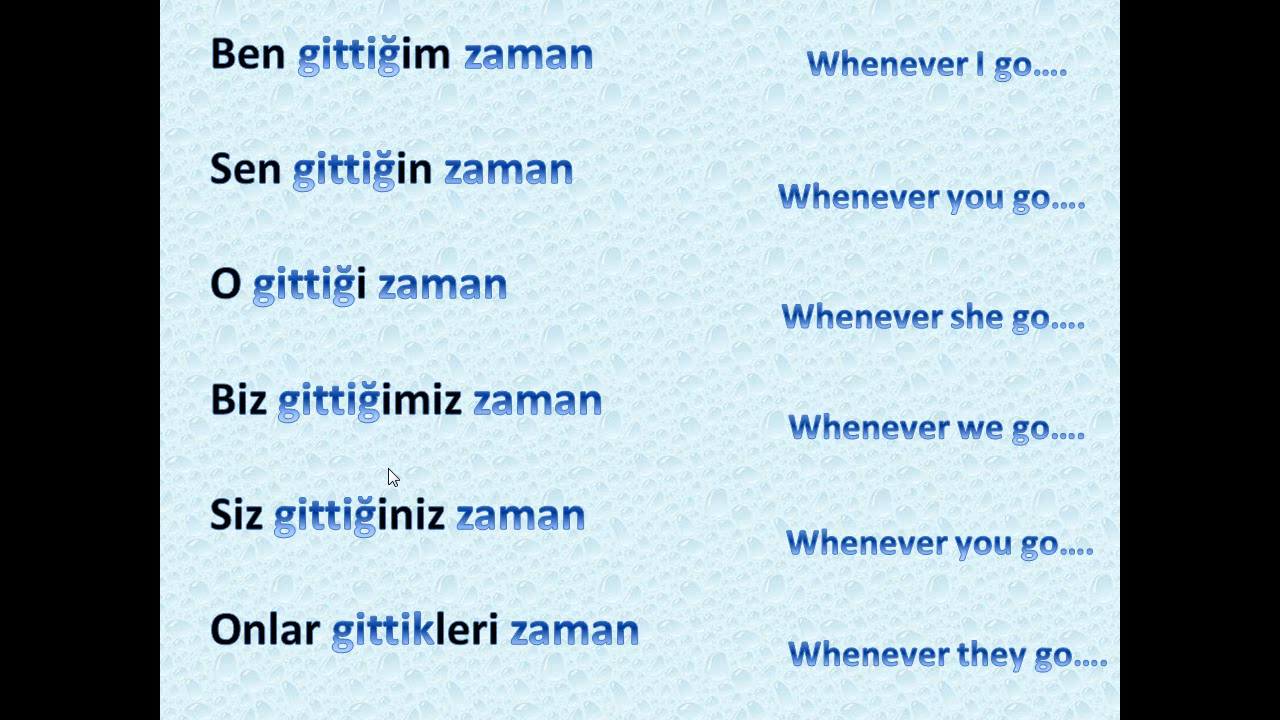 Ben gittiğim zaman
Whenever I go....
Sen gittiğin zaman
Whenever you go....
O gittiği zaman
Whenever she go....
Biz gittiğimiz zaman
Whenever we go....
Siz gittiğiniz zaman
Whenever you go....
Onlar gittikleri zaman
Whenever they go....